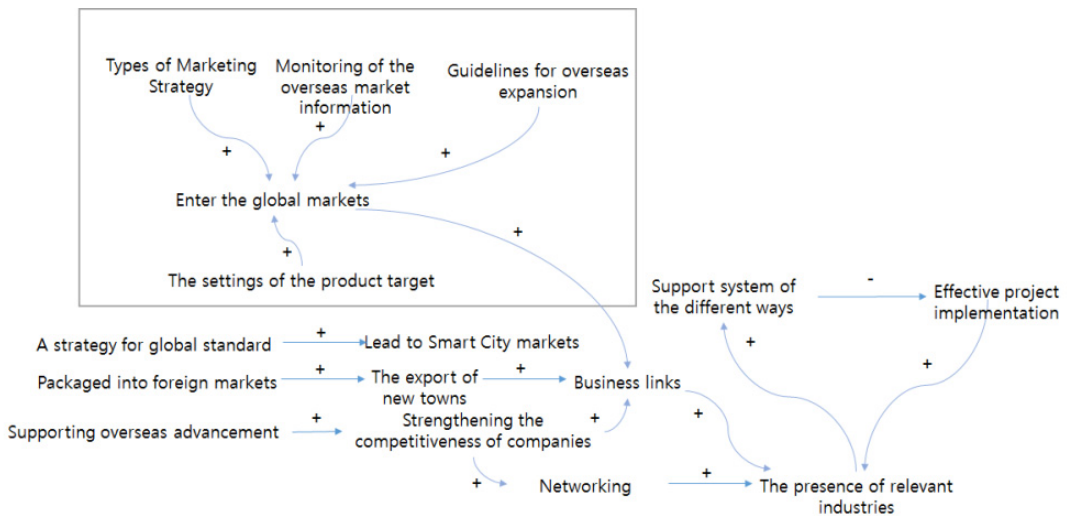 Types of Marketing
Strategy
+
Monitoring of the
overseas market
information
+
Guidelines for overseas
expansion
+
Enter the global markets
+
+
The settings of the product target
Support system of
the different ways
-
Effective project
implementation
A strategy for global standard
+
Lead to Smart City markets
+
+
Packaged into foreign markets
+
The export of
new towns
+
Business links
Supporting overseas advancement
+
Strengthening the
competitiveness of companies
+
+
+
Networking
+
The presence of relevant
industries